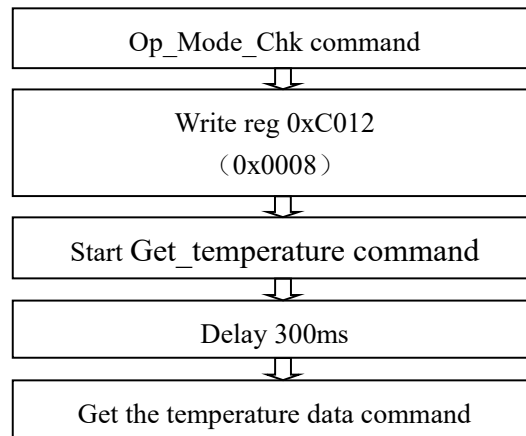 Op_Mode_Chk command
Write reg 0xC012
（0x0008）
Start Get_temperature command
Delay 300ms
Get the temperature data command